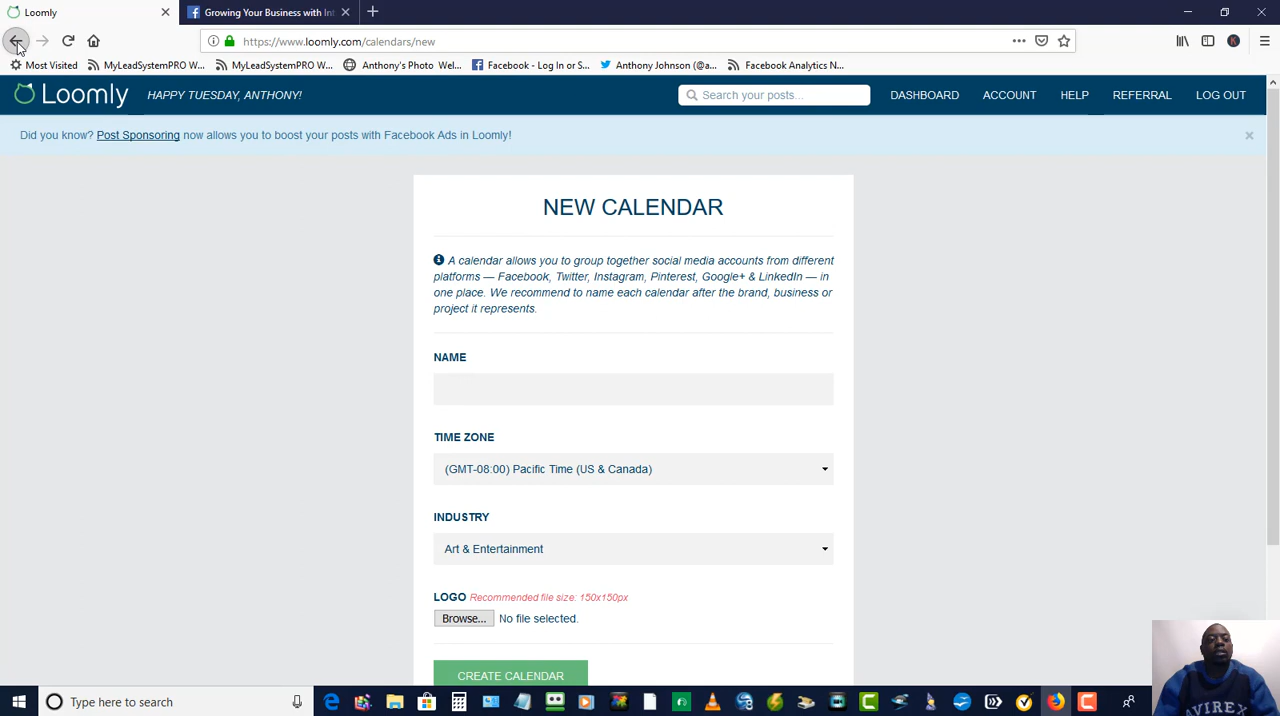 Loomly
Growing Your Business with Int
https://www.loomly.com/calendars/new
Most Visited
MyLeadSystemPRO W...
MyLeadSystemPRO W...
Anthony's Photo Wel...
Facebook - Log In or S...
Anthony Johnson (@a...
Facebook Analytics N...
Loomly
HAPPY TUESDAY, ANTHONY!
Search your posts...
DASHBOARD
ACCOUNT
HELP
REFERRAL
LOG OUT
Did you know? Post Sponsoring now allows you to boost your posts with Facebook Ads in Loomly!
NEW CALENDAR
A calendar allows you to group together social media accounts from different
platforms — Facebook, Twitter, Instagram, Pinterest, Google+ & LinkedIn — in
one place. We recommend to name each calendar after the brand, business or
project it represents.
NAME
TIME ZONE
(GMT-08:00) Pacific Time (US & Canada)
INDUSTRY
Art & Entertainment
LOGO Recommended file size: 150x150px
Browse... No file selected.
CREATE CALENDAR
AVIREX
Type here to search